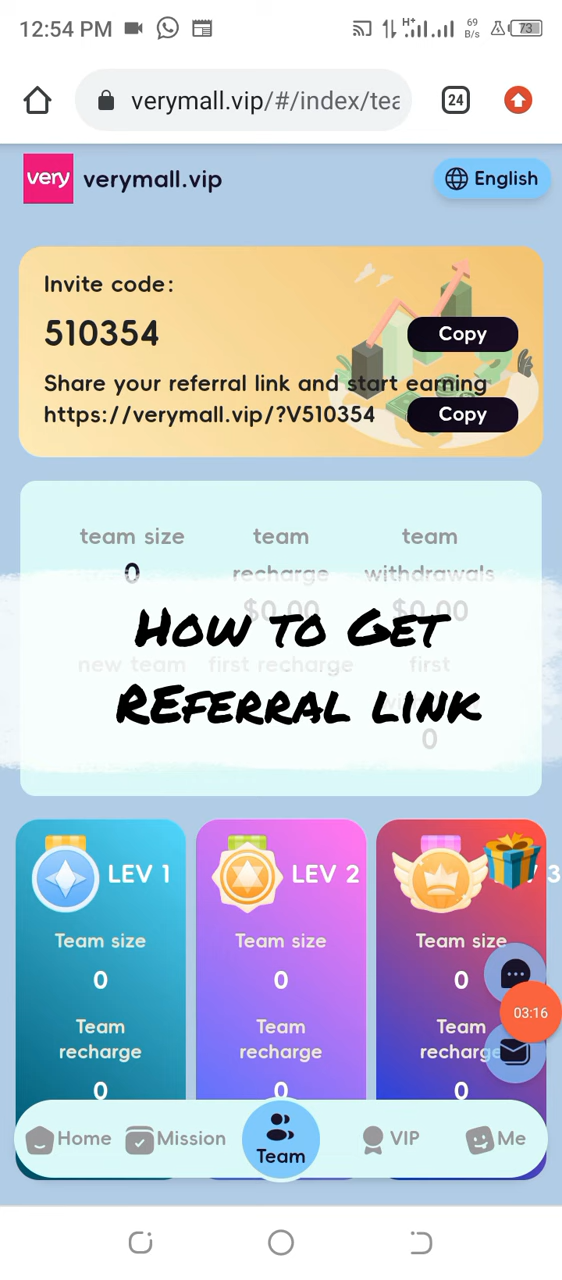 12:54 PM
H+
69
B/s
73
verymall.vip/#/index/tea
24
very
verymall.vip
English
Invite code:
510354
Copy
Share your referral link and start earning
https://verymall.vip/?V510354
Copy
team size
team
recharge
team
withdrawals
0
$0.00
$0.00
new team
first recharge
first
0
How to Get
Referral link
LEV 1
LEV 2
3
Team size
Team size
Team size
0
0
0
Team
recharge
Team
recharge
Team
recharge
0
0
0
03:16
Home
Mission
Team
VIP
Me